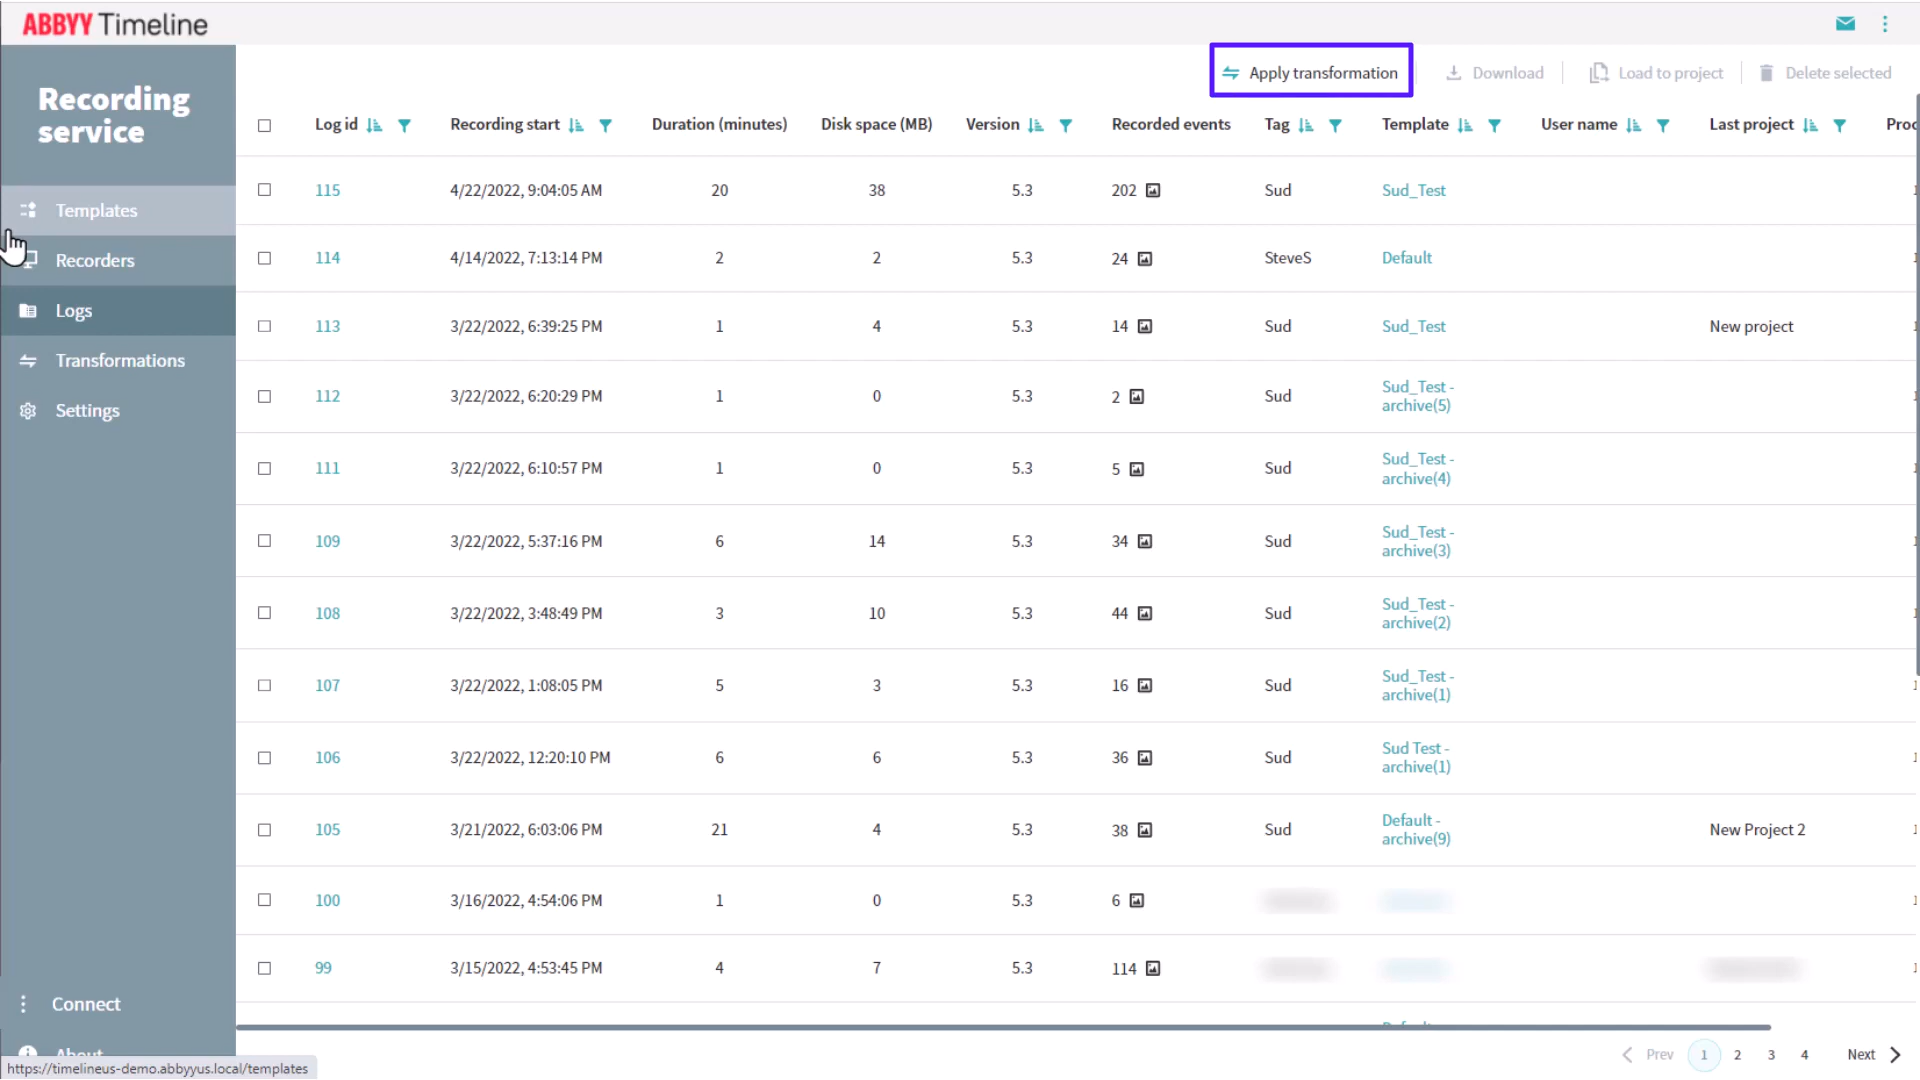 ABBYY Timeline
Apply transformation
Download
Load to project
Delete selected
Recording
service
Templates
Recorders
Logs
Transformations
Settings
Connect
About
https://timelineus-demo.abbyyus.local/templates
Log id Recording start Duration (minutes) Disk space (MB) Version Recorded events Tag Template User name Last project
115 4/22/2022, 9:04:05 AM 20 38 5.3 202 Sud Sud_Test
114 4/14/2022, 7:13:14 PM 2 2 5.3 24 SteveS Default
113 3/22/2022, 6:39:25 PM 1 4 5.3 14 Sud Sud_Test New project
112 3/22/2022, 6:20:29 PM 1 0 5.3 2 Sud Sud_Test -
archive(5)
111 3/22/2022, 6:10:57 PM 1 0 5.3 5 Sud Sud_Test -
archive(4)
109 3/22/2022, 5:37:16 PM 6 14 5.3 34 Sud Sud_Test -
archive(3)
108 3/22/2022, 3:48:49 PM 3 10 5.3 44 Sud Sud_Test -
archive(2)
107 3/22/2022, 1:08:05 PM 5 3 5.3 16 Sud Sud_Test -
archive(1)
106 3/22/2022, 12:20:10 PM 6 6 5.3 36 Sud Sud Test -
archive(1)
105 3/21/2022, 6:03:06 PM 21 4 5.3 38 Sud Default -
archive(9) New Project 2
100 3/16/2022, 4:54:06 PM 1 0 5.3 6
99 3/15/2022, 4:53:45 PM 4 7 5.3 114
Prev 1 2 3 4 Next